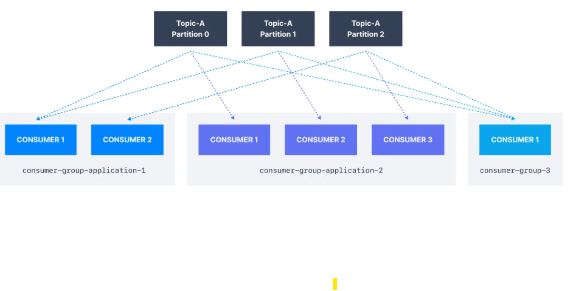 Topic-A
Partition 0
Topic-A
Partition 1
Topic-A
Partition 2
CONSUMER 1
CONSUMER 2
consumer-group-application-1
CONSUMER 1
CONSUMER 2
CONSUMER 3
consumer-group-application-2
CONSUMER 1
consumer-group-3